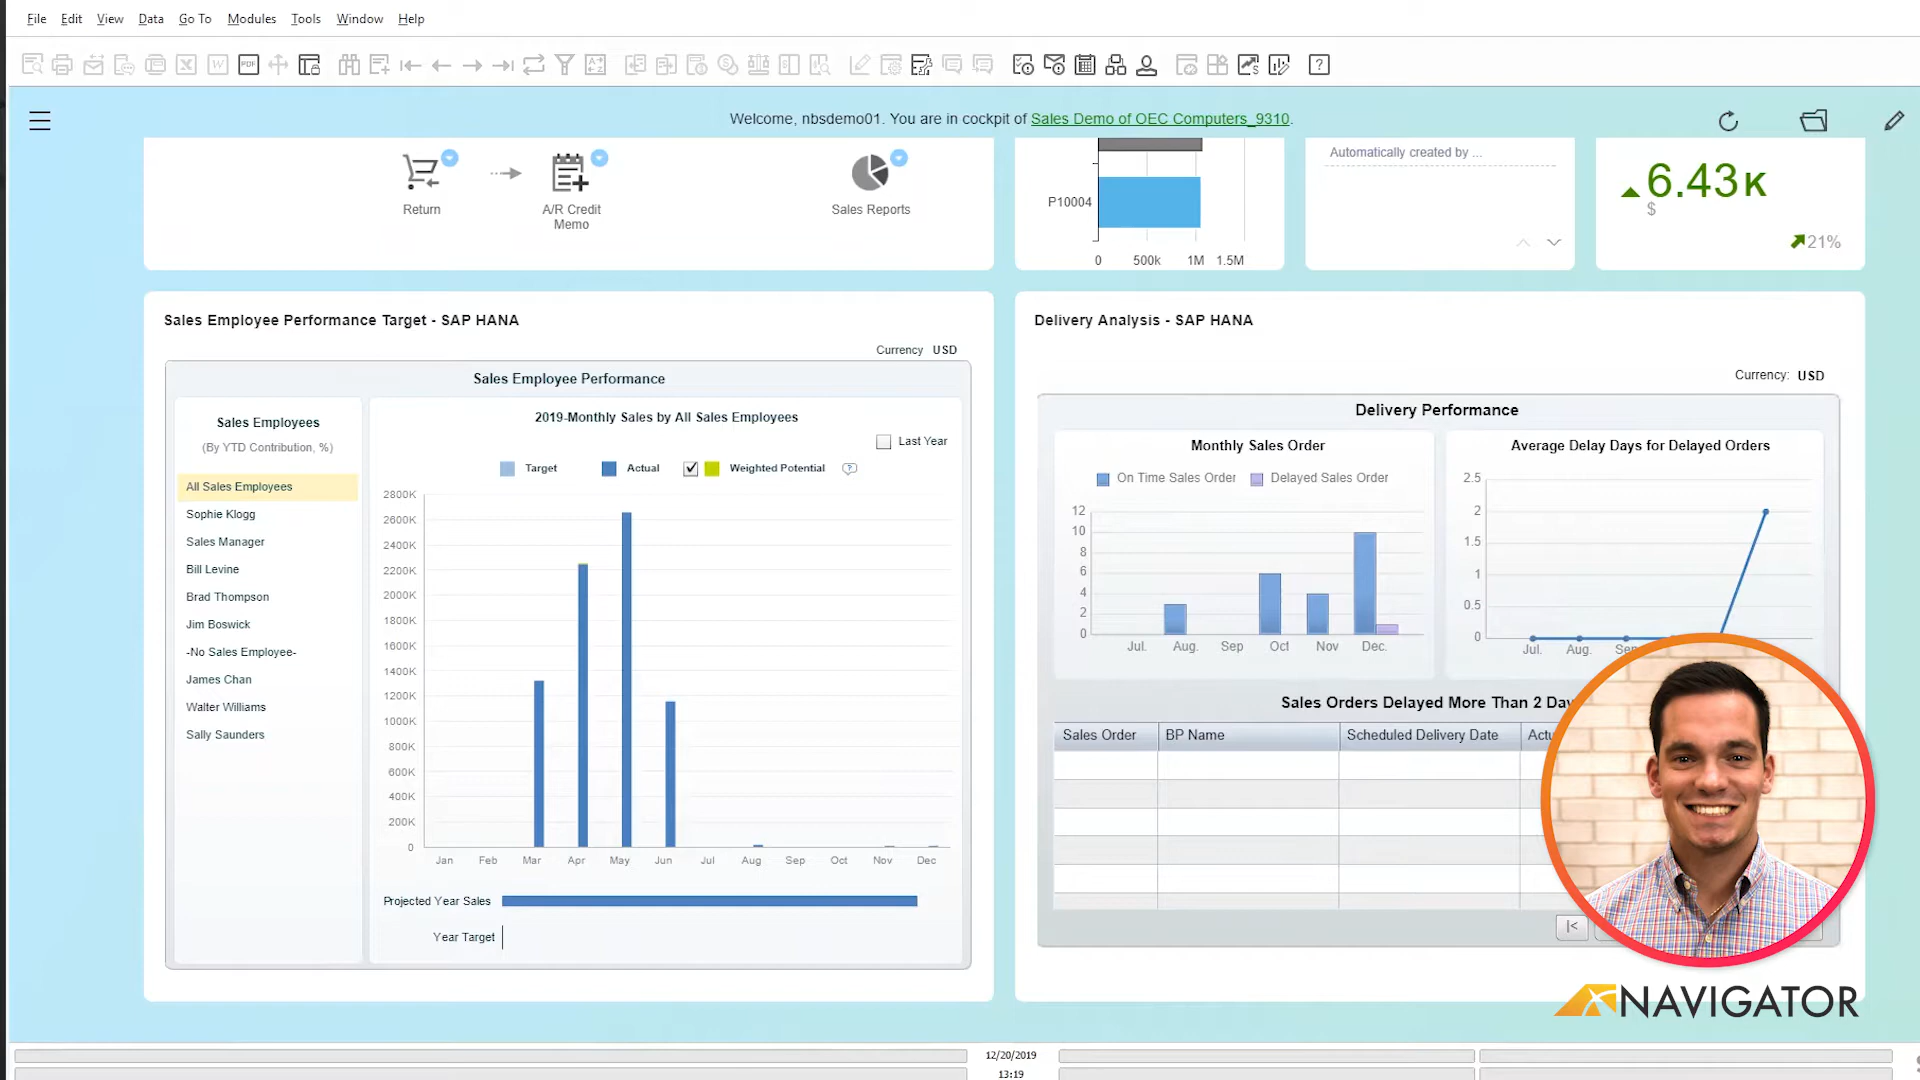 File Edit View Data Go To Modules Tools Window Help
Welcome, nbsdemo01. You are in cockpit of Sales Demo of OEC Computers_9310.
Return
A/R Credit
Memo
Sales Reports
P10004
0 500k 1M 1.5M
Automatically created by ...
6.43K
$
21%
Sales Employee Performance Target - SAP HANA
Currency USD
Sales Employee Performance
Sales Employees
(By YTD Contribution, %)
All Sales Employees
Sophie Klogg
Sales Manager
Bill Levine
Brad Thompson
Jim Boswick
-No Sales Employee-
James Chan
Walter Williams
Sally Saunders
2019-Monthly Sales by All Sales Employees
Last Year
Target Actual Weighted Potential
2800K
2600K
2400K
2200K
2000K
1800K
1600K
1400K
1200K
1000K
800K
600K
400K
200K
0
Jan Feb Mar Apr May Jun Jul Aug Sep Oct Nov Dec
Projected Year Sales
Year Target
Delivery Analysis - SAP HANA
Currency: USD
Delivery Performance
Monthly Sales Order
On Time Sales Order Delayed Sales Order
12
10
8
6
4
2
0
Jul. Aug. Sep Oct Nov Dec.
Average Delay Days for Delayed Orders
2.5
2
1.5
1
0.5
0
Jul. Aug.
Sales Orders Delayed More Than 2
Sales Order BP Name Scheduled Delivery Date
NAVIGATOR
12/20/2019
13:19